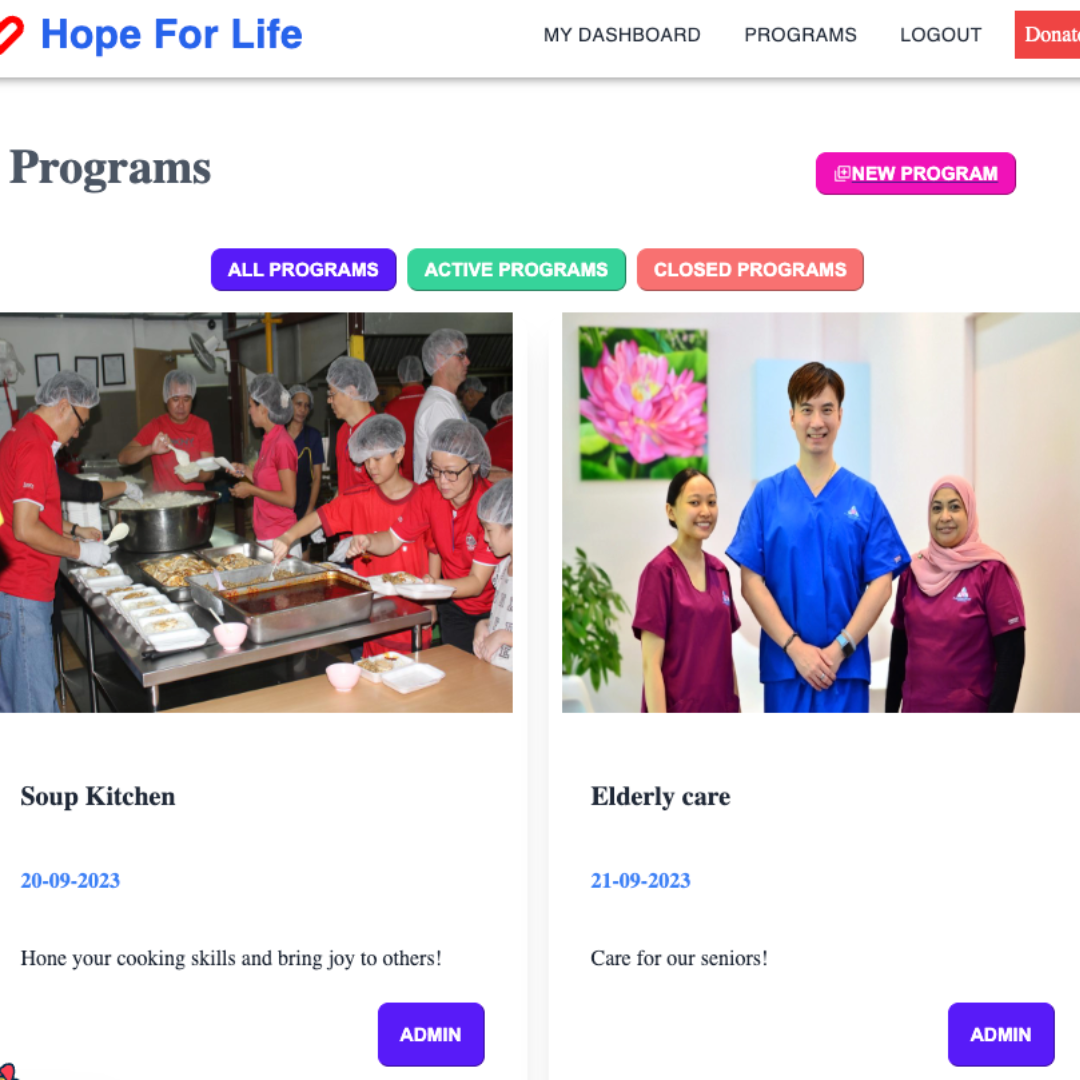 Hope For Life
MY DASHBOARD
PROGRAMS
LOGOUT
Donate
Programs
NEW PROGRAM
ALL PROGRAMS
ACTIVE PROGRAMS
CLOSED PROGRAMS
Soup Kitchen
Elderly care
20-09-2023
21-09-2023
Hone your cooking skills and bring joy to others!
Care for our seniors!
ADMIN
ADMIN